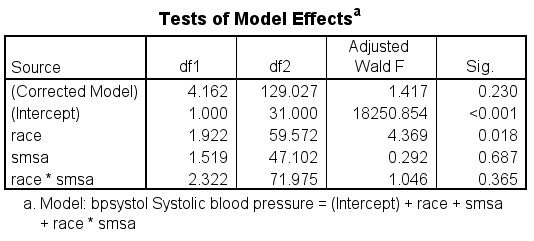 Tests of Model Effectsᵃ
Source df1 df2 Adjusted Wald F Sig.
(Corrected Model) 4.162 129.027 1.417 0.230
(Intercept) 1.000 31.000 18250.854 <0.001
race 1.922 59.572 4.369 0.018
smsa 1.519 47.102 0.292 0.687
race * smsa 2.322 71.975 1.046 0.365
a. Model: bpsystol Systolic blood pressure = (Intercept) + race + smsa
+ race * smsa